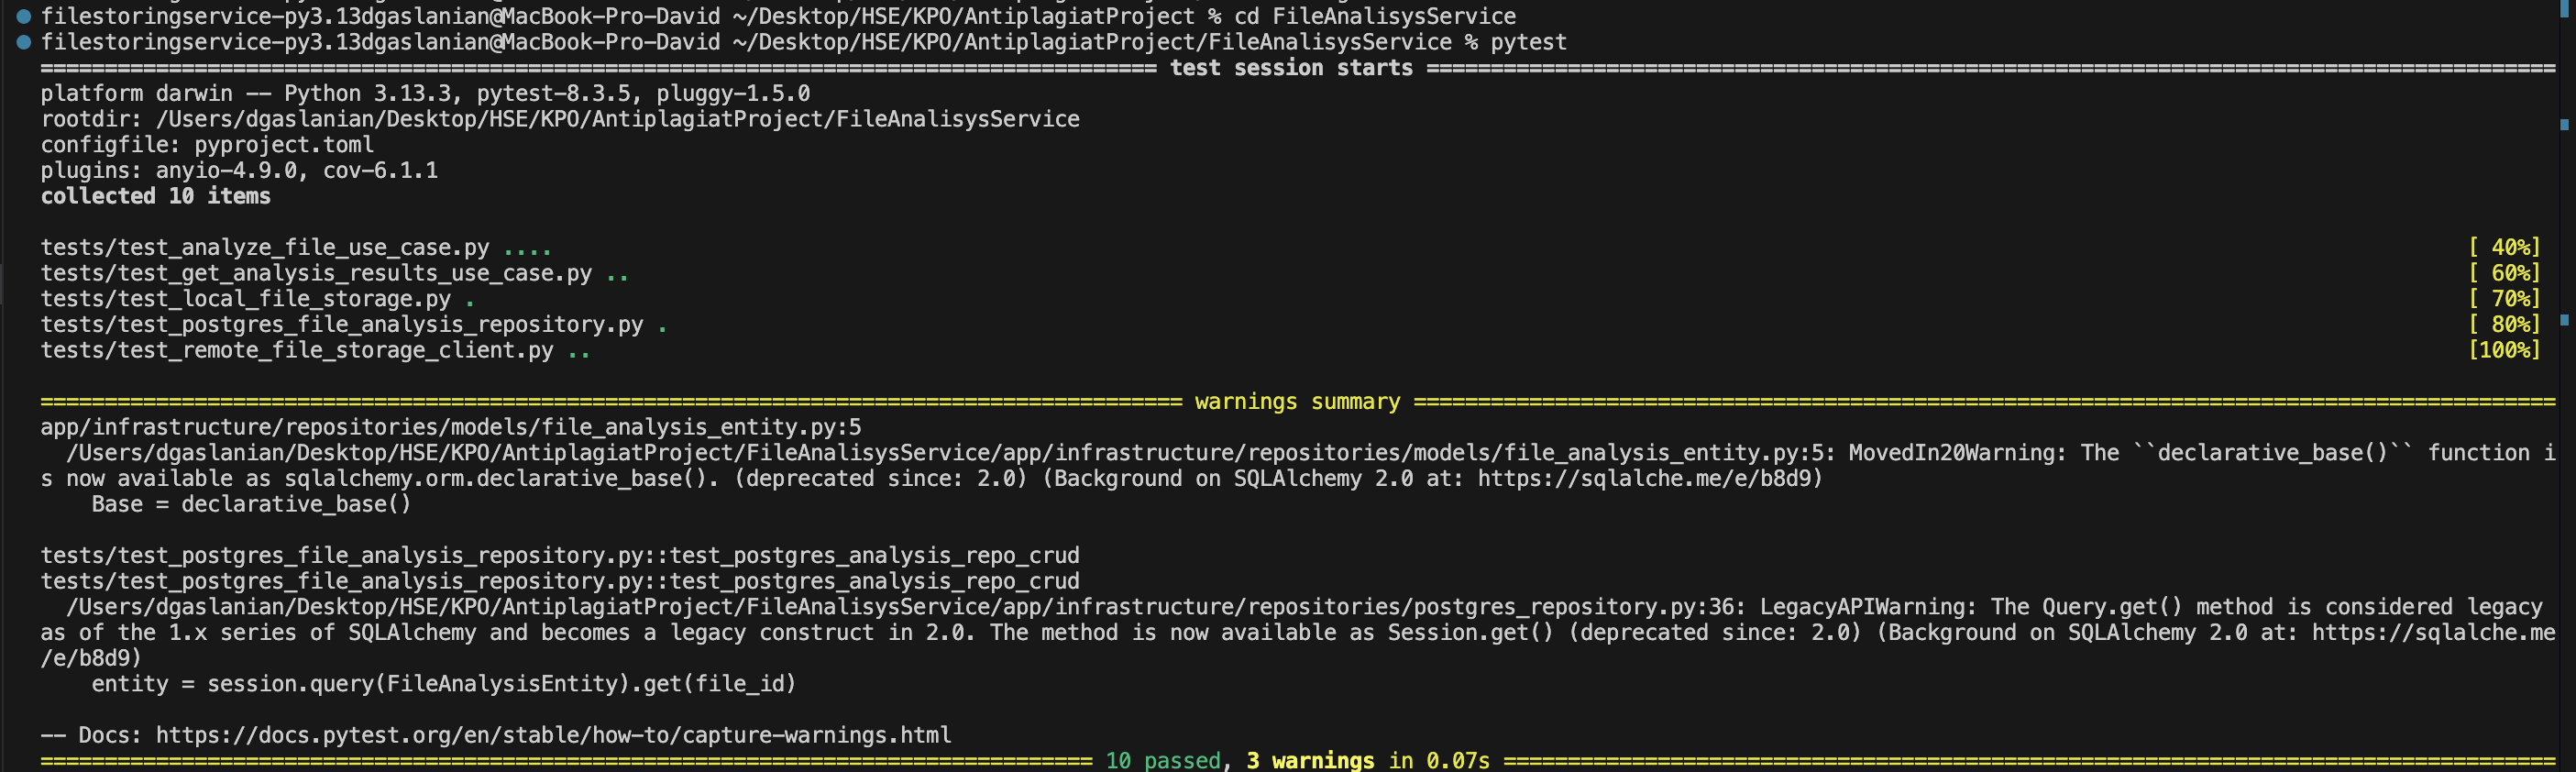 filestoringservice-py3.13dgaslanian@MacBook-Pro-David ~/Desktop/HSE/KPO/AntiplagiatProject % cd FileAnalisysService
filestoringservice-py3.13dgaslanian@MacBook-Pro-David ~/Desktop/HSE/KPO/AntiplagiatProject/FileAnalisysService % pytest
======================================================================================= test session starts ========================================================================================
platform darwin -- Python 3.13.3, pytest-8.3.5, pluggy-1.5.0
rootdir: /Users/dgaslanian/Desktop/HSE/KPO/AntiplagiatProject/FileAnalisysService
configfile: pyproject.toml
plugins: anyio-4.9.0, cov-6.1.1
collected 10 items
tests/test_analyze_file_use_case.py .... [ 40%]
tests/test_get_analysis_results_use_case.py .. [ 60%]
tests/test_local_file_storage.py . [ 70%]
tests/test_postgres_file_analysis_repository.py . [ 80%]
tests/test_remote_file_storage_client.py .. [100%]
========================================================================================= warnings summary =========================================================================================
app/infrastructure/repositories/models/file_analysis_entity.py:5
/Users/dgaslanian/Desktop/HSE/KPO/AntiplagiatProject/FileAnalisysService/app/infrastructure/repositories/models/file_analysis_entity.py:5: MovedIn20Warning: The ``declarative_base()`` function i
s now available as sqlalchemy.orm.declarative_base(). (deprecated since: 2.0) (Background on SQLAlchemy 2.0 at: https://sqlalche.me/e/b8d9)
Base = declarative_base()
tests/test_postgres_file_analysis_repository.py::test_postgres_analysis_repo_crud
tests/test_postgres_file_analysis_repository.py::test_postgres_analysis_repo_crud
/Users/dgaslanian/Desktop/HSE/KPO/AntiplagiatProject/FileAnalisysService/app/infrastructure/repositories/postgres_repository.py:36: LegacyAPIWarning: The Query.get() method is considered legacy
as of the 1.x series of SQLAlchemy and becomes a legacy construct in 2.0. The method is now available as Session.get() (deprecated since: 2.0) (Background on SQLAlchemy 2.0 at: https://sqlalche.me
/e/b8d9)
entity = session.query(FileAnalysisEntity).get(file_id)
-- Docs: https://docs.pytest.org/en/stable/how-to/capture-warnings.html
================================================================================== 10 passed, 3 warnings in 0.07s ==================================================================================